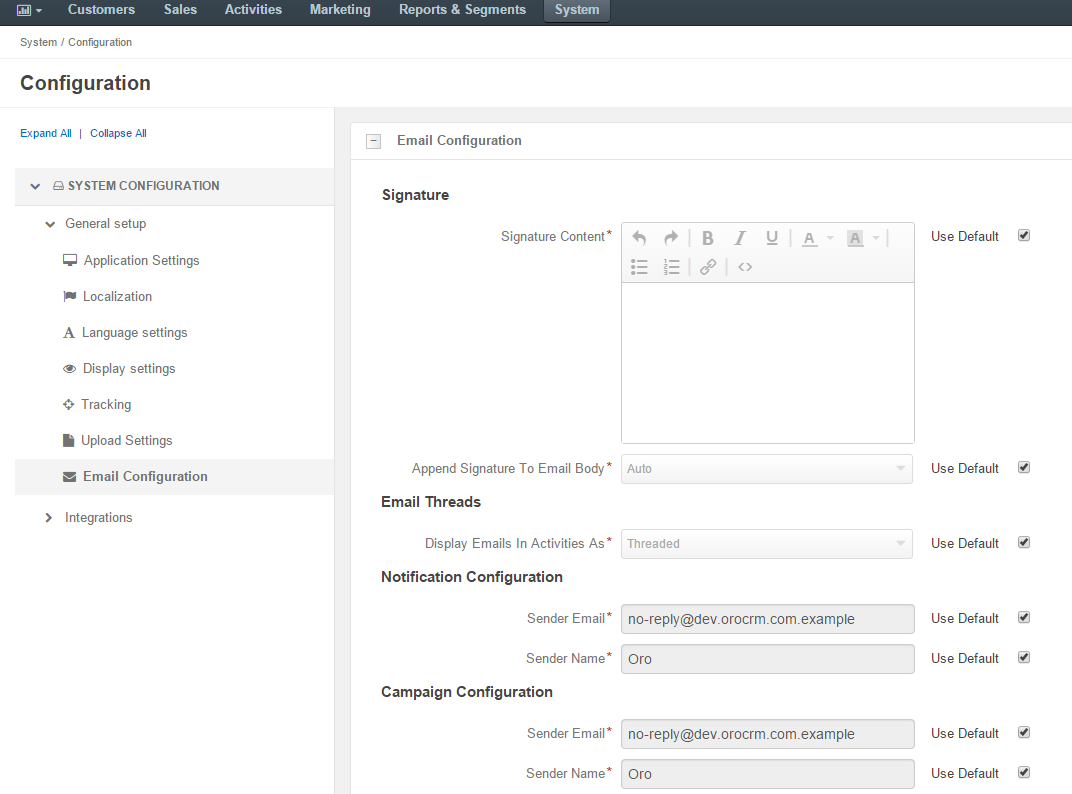 Customers Sales Activities Marketing Reports & Segments System
System / Configuration
Configuration
Expand All | Collapse All
SYSTEM CONFIGURATION
General setup
Application Settings
Localization
Language settings
Display settings
Tracking
Upload Settings
Email Configuration
Integrations
Email Configuration
Signature
Signature Content* Use Default
Append Signature To Email Body* Auto Use Default
Email Threads
Display Emails In Activities As* Threaded Use Default
Notification Configuration
Sender Email* no-reply@dev.orocrm.com.example Use Default
Sender Name* Oro Use Default
Campaign Configuration
Sender Email* no-reply@dev.orocrm.com.example Use Default
Sender Name* Oro Use Default